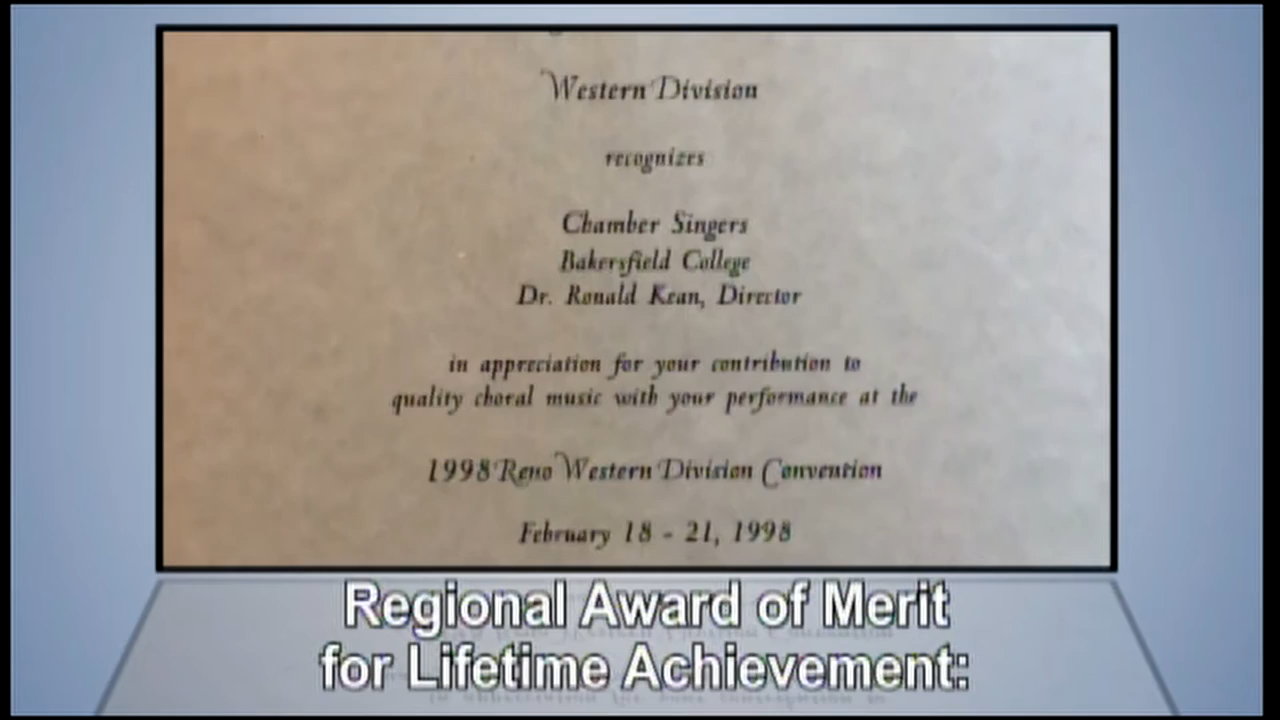 Western Division
recognizes
Chamber Singers
Bakersfield College
Dr. Ronald Kean, Director
in appreciation for your contribution to
quality choral music with your performance at the
1998 Reno Western Division Convention
February 18 - 21, 1998
Regional Award of Merit
for Lifetime Achievement: